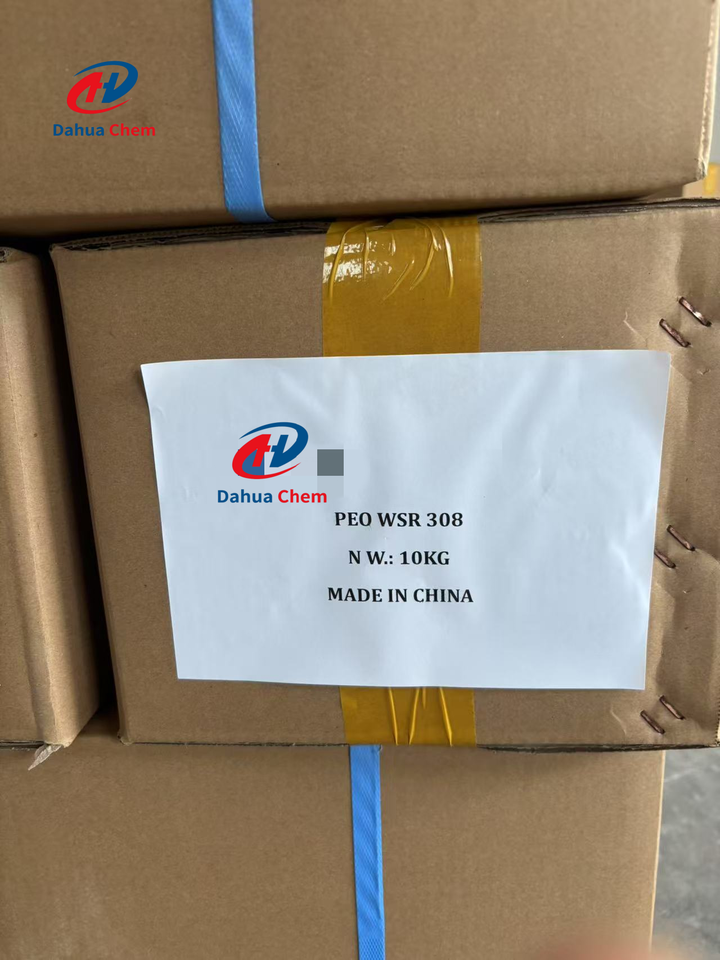 Dahua Chem
Dahua Chem
PEO WSR 308
N W.: 10KG
MADE IN CHINA